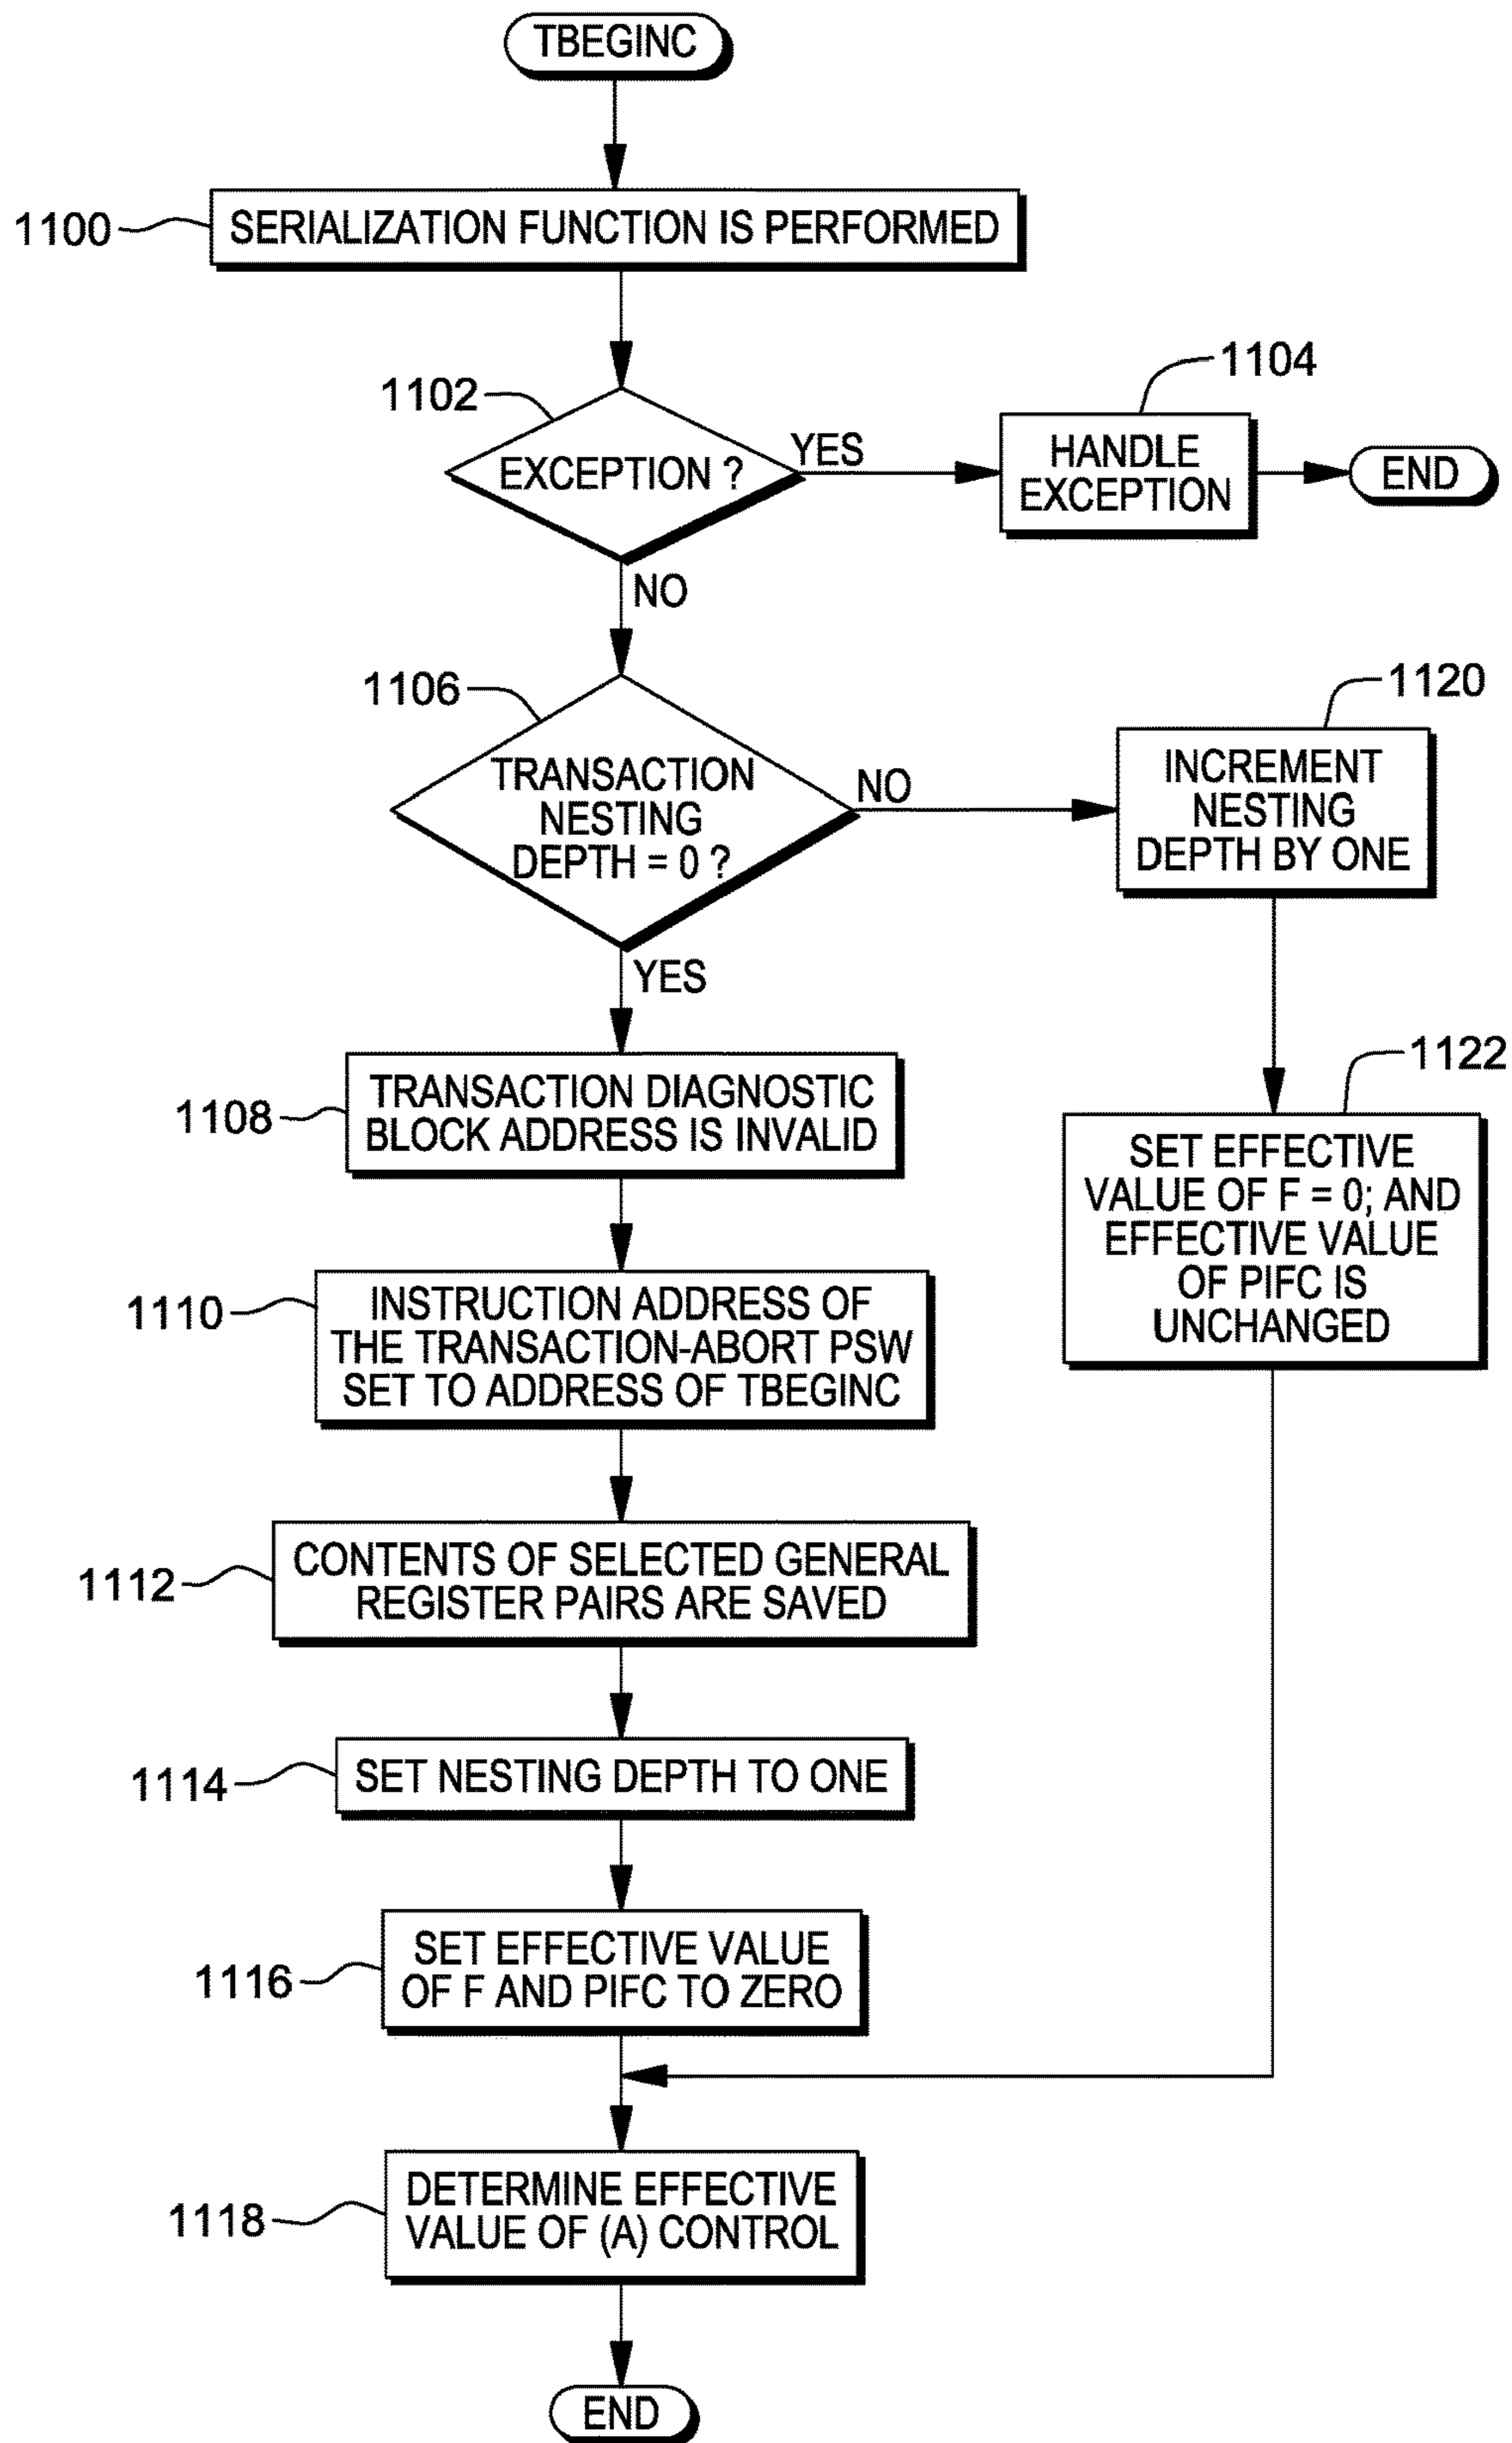 TBEGINC
1100
SERIALIZATION FUNCTION IS PERFORMED
1102
EXCEPTION ?
YES
1104
HANDLE
EXCEPTION
END
NO
1106
TRANSACTION
NESTING
DEPTH = 0 ?
NO
1120
INCREMENT
NESTING
DEPTH BY ONE
YES
1108
TRANSACTION DIAGNOSTIC
BLOCK ADDRESS IS INVALID
1122
SET EFFECTIVE
VALUE OF F = 0; AND
EFFECTIVE VALUE
OF PIFC IS
UNCHANGED
1110
INSTRUCTION ADDRESS OF
THE TRANSACTION-ABORT PSW
SET TO ADDRESS OF TBEGINC
1112
CONTENTS OF SELECTED GENERAL
REGISTER PAIRS ARE SAVED
1114
SET NESTING DEPTH TO ONE
1116
SET EFFECTIVE VALUE
OF F AND PIFC TO ZERO
1118
DETERMINE EFFECTIVE
VALUE OF (A) CONTROL
END